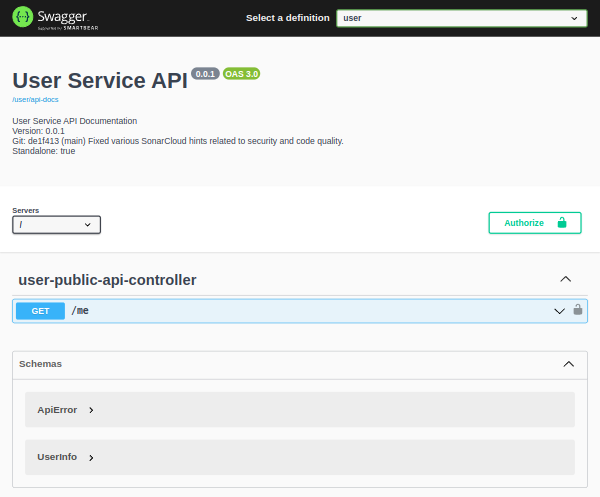 Swagger
Supported by SMARTBEAR
Select a definition
user
User Service API 0.0.1 OAS 3.0
/user/api-docs
User Service API Documentation
Version: 0.0.1
Git: de1f413 (main) Fixed various SonarCloud hints related to security and code quality.
Standalone: true
Servers
/
Authorize
user-public-api-controller
GET /me
Schemas
ApiError
UserInfo